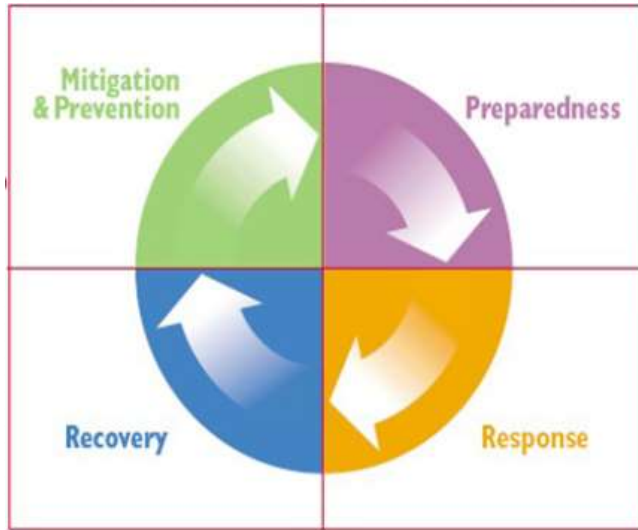 Mitigation
& Prevention
Preparedness
Recovery
Response